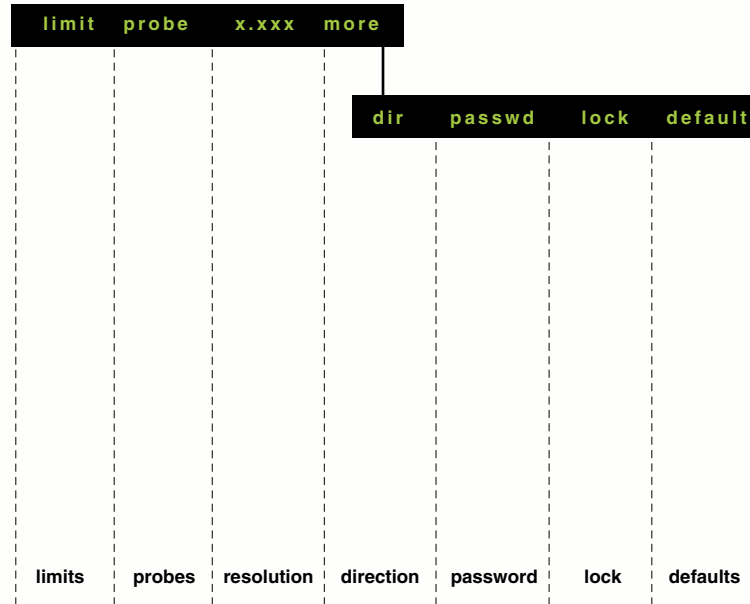 limit probe x.xxx more
dir passwd lock default
limits probes resolution direction password lock defaults